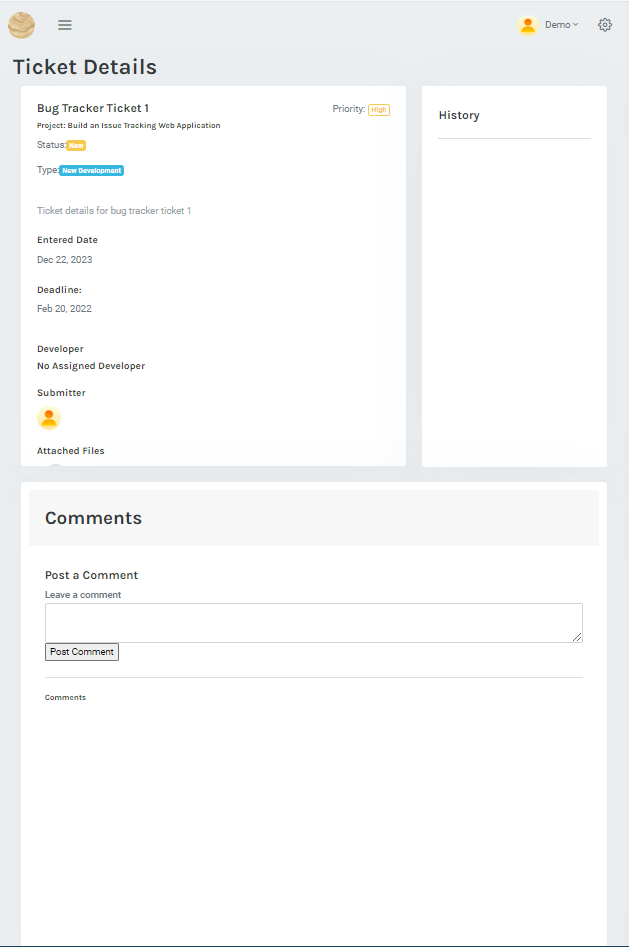 Demo
Ticket Details
Bug Tracker Ticket 1
Priority: High
Project: Build an Issue Tracking Web Application
Status: New
Type: New Development
Ticket details for bug tracker ticket 1
Entered Date
Dec 22, 2023
Deadline:
Feb 20, 2022
Developer
No Assigned Developer
Submitter
Attached Files
History
Comments
Post a Comment
Leave a comment
Post Comment
Comments